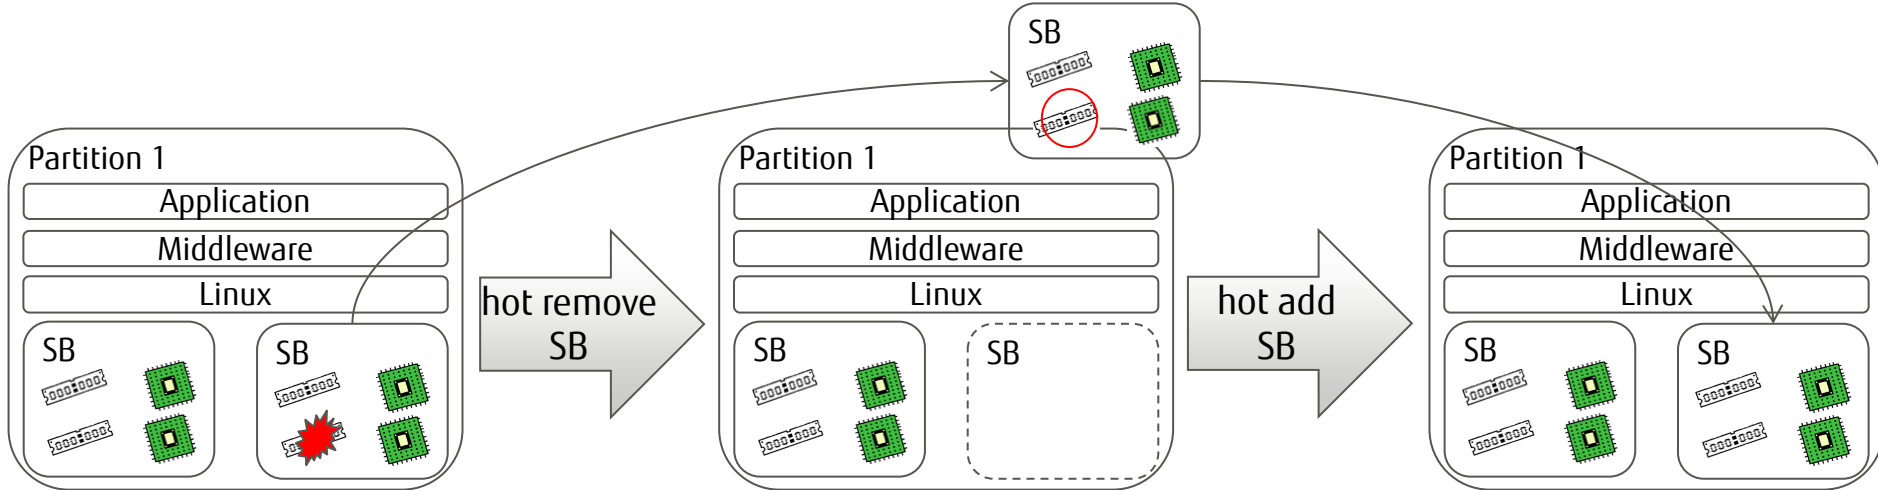 SB
Partition 1
Application
Middleware
Linux
SB
SB
hot remove
SB
Partition 1
Application
Middleware
Linux
SB
SB
hot add
SB
Partition 1
Application
Middleware
Linux
SB
SB